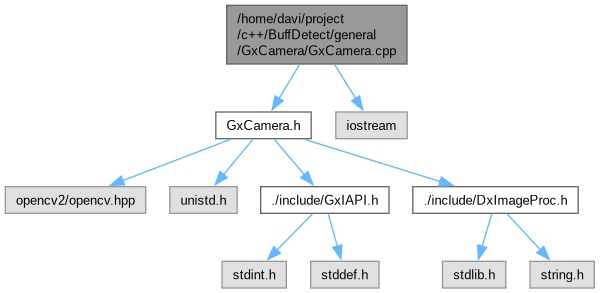 /home/davi/project
/c++/BuffDetect/general
/GxCamera/GxCamera.cpp
GxCamera.h
iostream
opencv2/opencv.hpp
unistd.h
./include/GxIAPI.h
./include/DxImageProc.h
stdint.h
stddef.h
stdlib.h
string.h